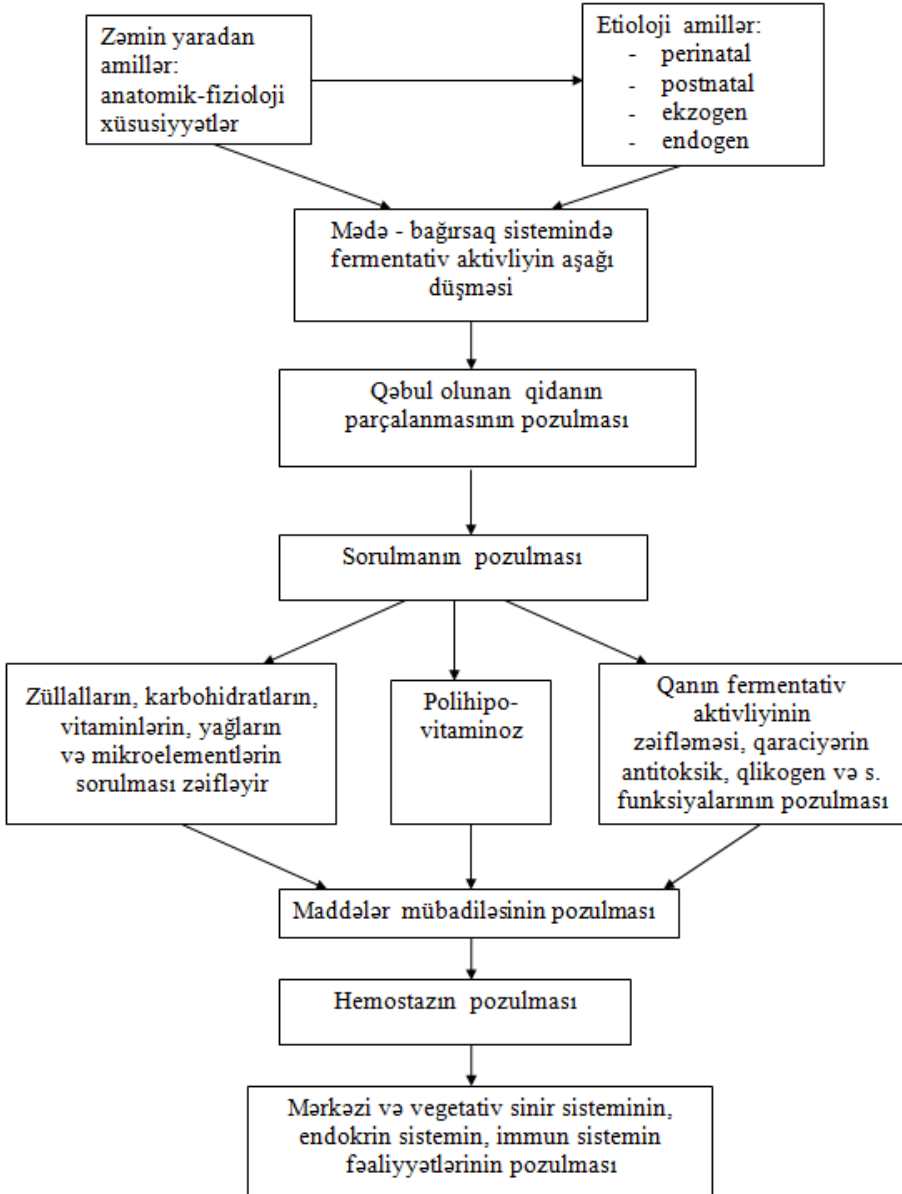 Zəmin yaradan
amillər:
anatomik-fizioloji
xüsusiyyətlər
Etioloji amillər:
- perinatal
- postnatal
- ekzogen
- endogen
Mədə - bağırsaq sistemində
fermentativ aktivliyin aşağı
düşməsi
Qəbul olunan qidanın
parçalanmasının pozulması
Sorulmanın pozulması
Züllalların, karbohidratların,
vitaminlərin, yağların
və mikroelementlərin
sorulması zəifləyir
Polihipo-
vitaminoz
Qanın fermentativ
aktivliyinin
zəifləməsi, qaraciyərin
antitoksik, qlikogen və s.
funksiyalarının pozulması
Maddələr mübadiləsinin pozulması
Hemostazın pozulması
Mərkəzi və vegetativ sinir sisteminin,
endokrin sistemin, immun sistemin
fəaliyyətlərinin pozulması